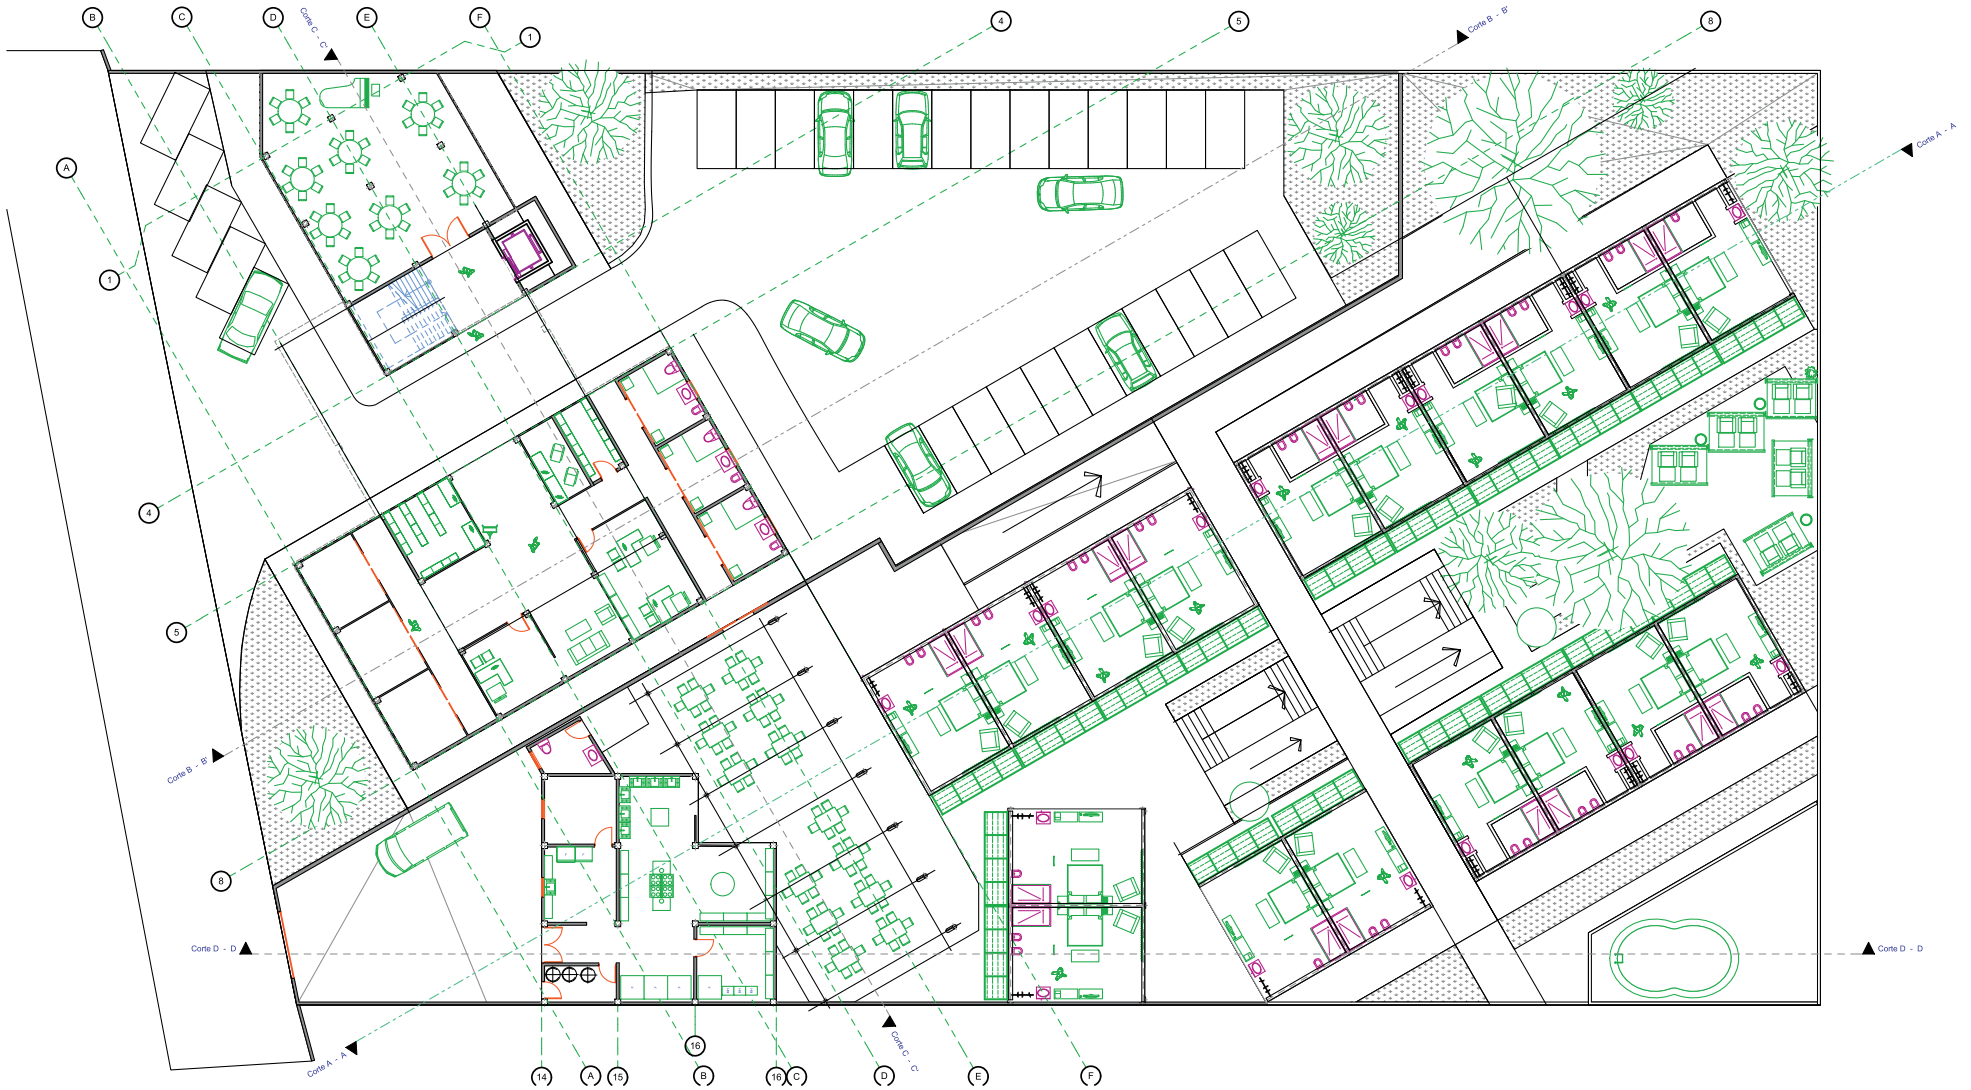 B
C
D
E
F
4
5
8
Corte C - C'
1
Corte B - B'
Corte A - A
A
1
4
5
Corte B - B'
8
Corte D - D
Corte D - D
Corte A - A
Corte C - C'
16
14
A
15
B
16
C
D
E
F